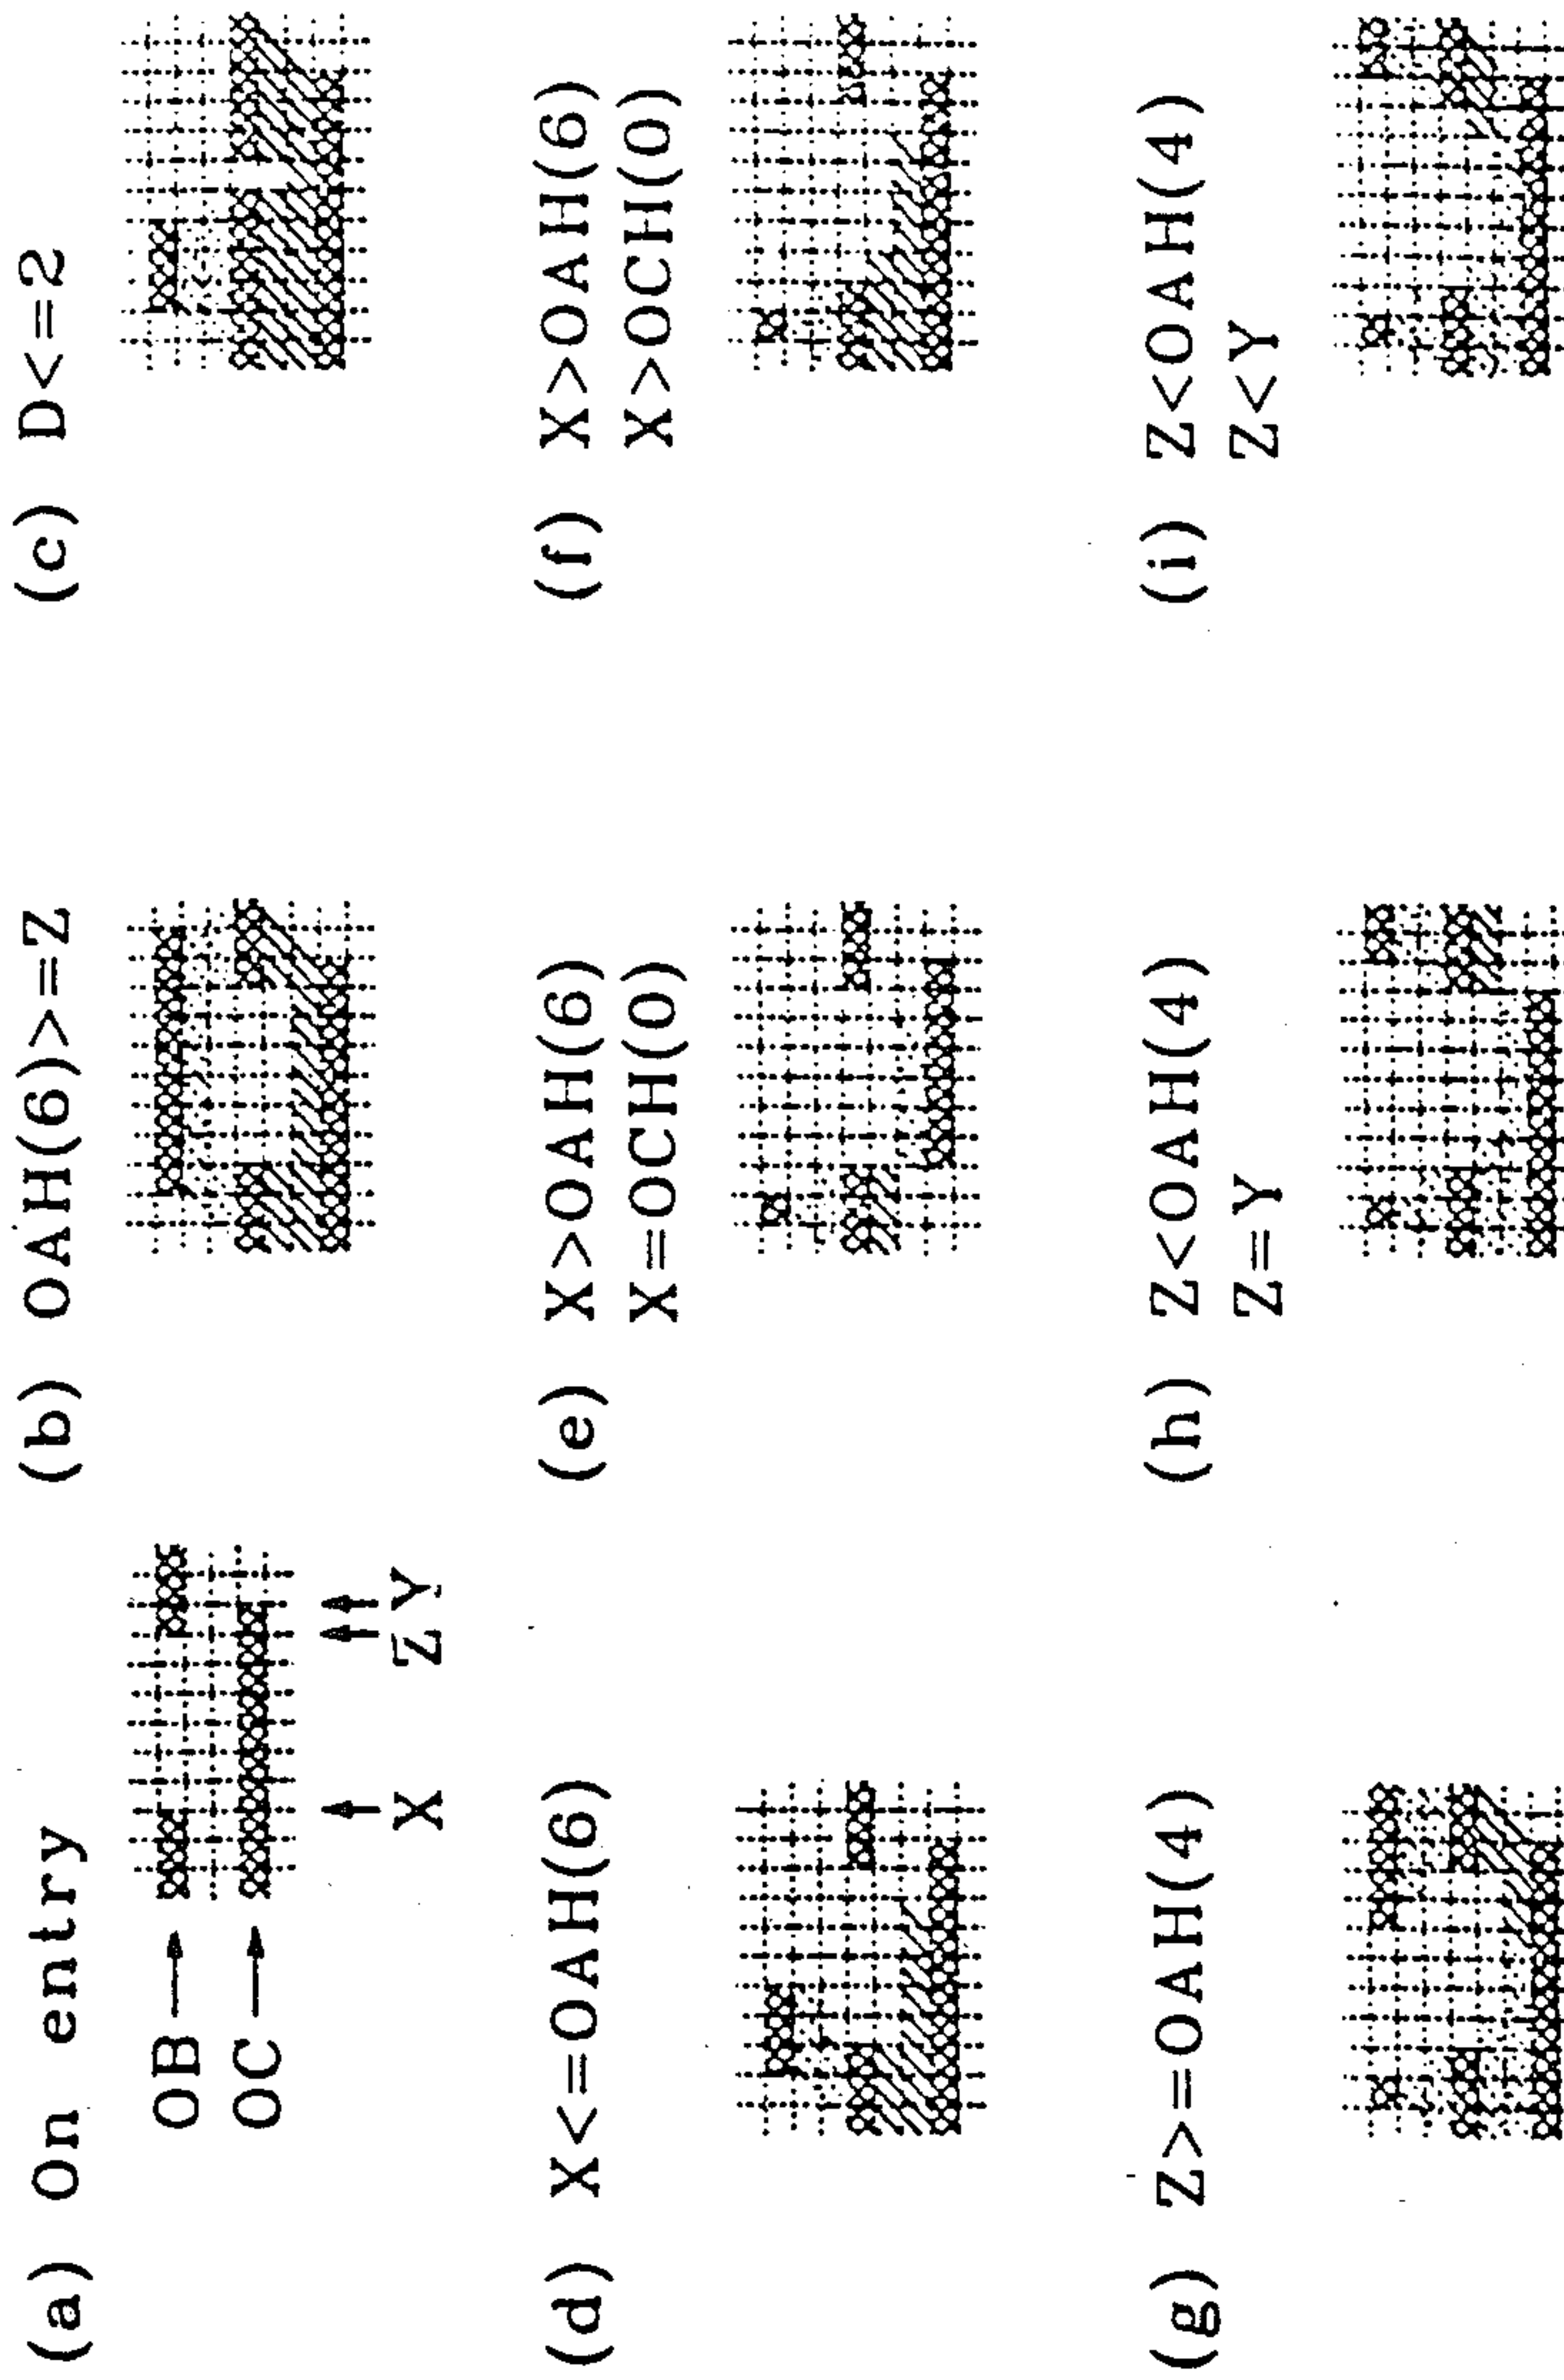 (a) On entry
OB
OC
X
Z Y
(b) OAH(6)>=Z
(c) D<=2
(d) X<=OAH(6)
(e) X>OAH(6)
X=OCH(0)
(f) X>OAH(6)
X>OCH(0)
(g) Z>=OAH(4)
(h) Z<OAH(4)
Z=Y
(i) Z<OAH(4)
Z<Y